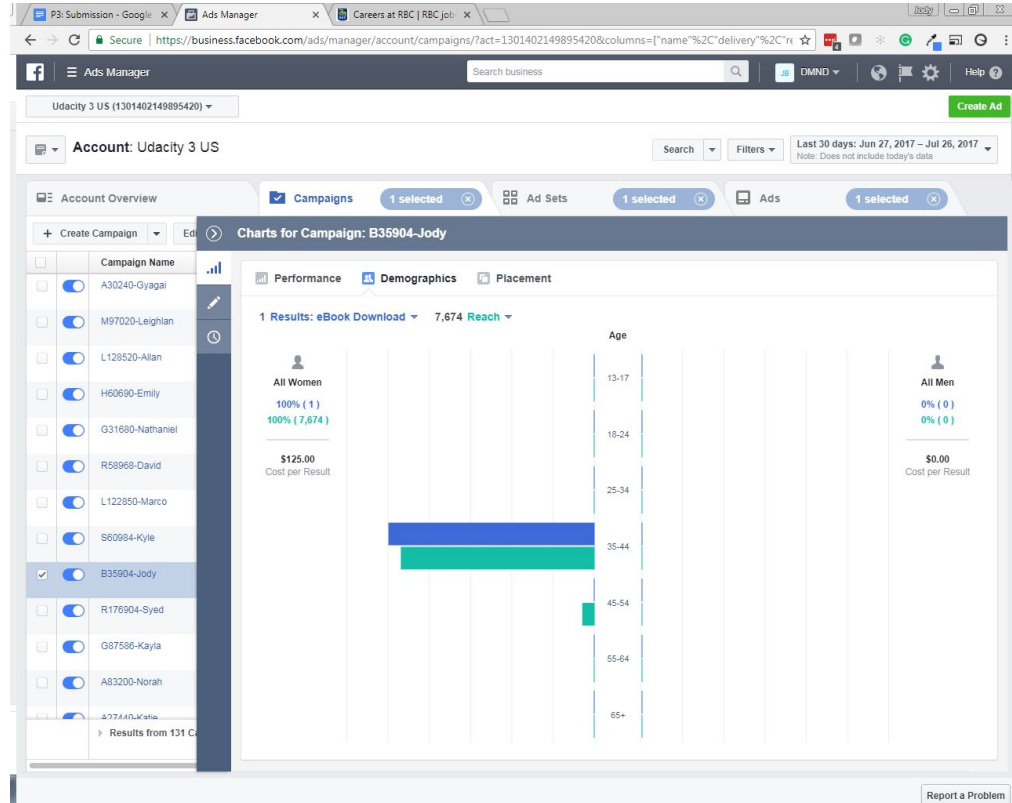 P3: Submission - Google
Ads Manager
Careers at RBC | RBC job
Jody
Secure | https://business.facebook.com/ads/manager/account/campaigns/?act=1301402149895420&columns=["name"%2C"delivery"%2C"re
Ads Manager
Search business
JB DMND
Help
Udacity 3 US (1301402149895420)
Create Ad
Account: Udacity 3 US
Search
Filters
Last 30 days: Jun 27, 2017 – Jul 26, 2017
Note: Does not include today's data
Account Overview
Campaigns
1 selected
Ad Sets
1 selected
Ads
1 selected
+ Create Campaign
Edi
Charts for Campaign: B35904-Jody
Campaign Name
A30240-Gyagai
M97020-Leighlan
L128520-Allan
H60690-Emily
G31680-Nathaniel
R58968-David
L122850-Marco
S60984-Kyle
B35904-Jody
R176904-Syed
G87586-Kayla
A83200-Norah
A27440-Katie
Results from 131 Ca
Performance
Demographics
Placement
1 Results: eBook Download
7,674 Reach
Age
All Women
100% ( 1 )
100% ( 7,674 )
$125.00
Cost per Result
13-17
18-24
25-34
35-44
45-54
55-64
65+
All Men
0% ( 0 )
0% ( 0 )
$0.00
Cost per Result
Report a Problem